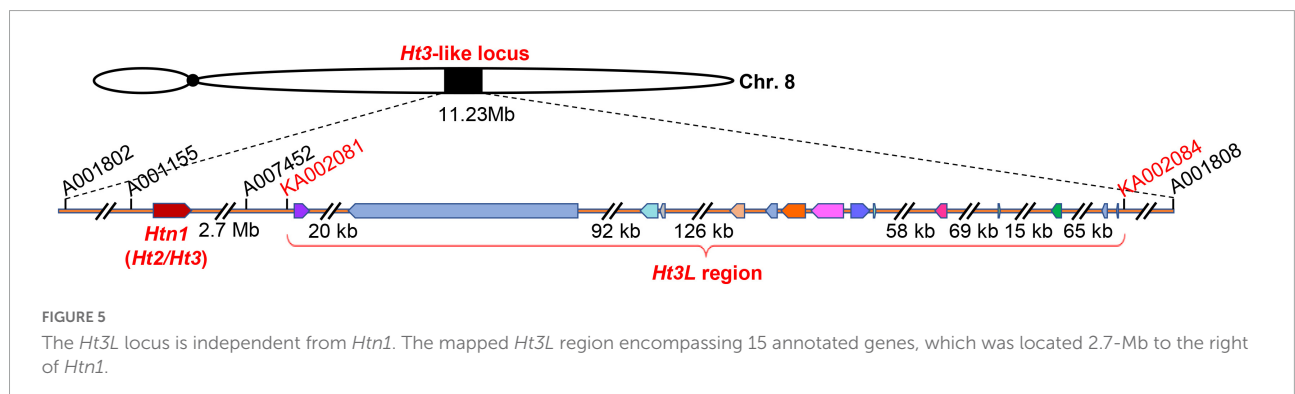 Ht3-like locus
Chr. 8
11.23Mb
A001802
A001155
A007452
KA002081
KA002084
A001808
Htn1
(Ht2/Ht3)
2.7 Mb
20 kb
92 kb
126 kb
58 kb
69 kb
15 kb
65 kb
Ht3L region
FIGURE 5
The Ht3L locus is independent from Htn1. The mapped Ht3L region encompassing 15 annotated genes, which was located 2.7-Mb to the right
of Htn1.